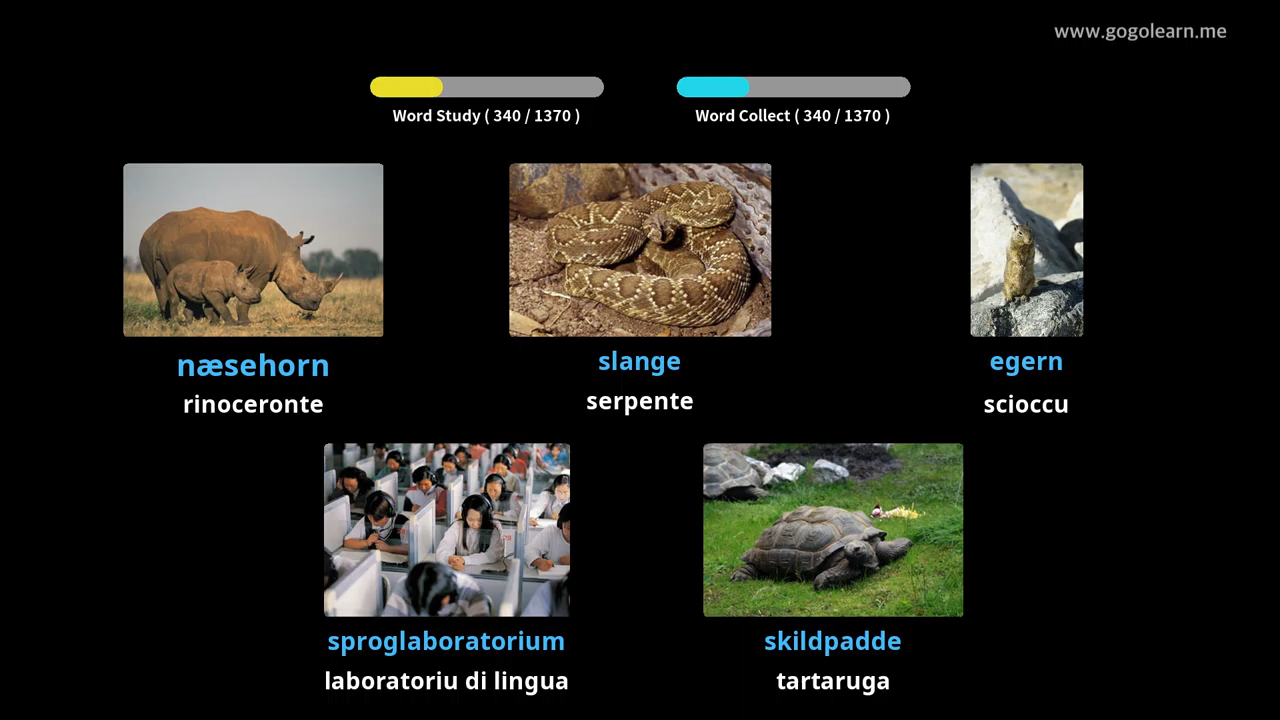 www.gogolearn.me
Word Study ( 340 / 1370 )
Word Collect ( 340 / 1370 )
næsehorn
rinoceronte
slange
serpente
egern
scioccu
sproglaboratorium
laboratoriu di lingua
skildpadde
tartaruga